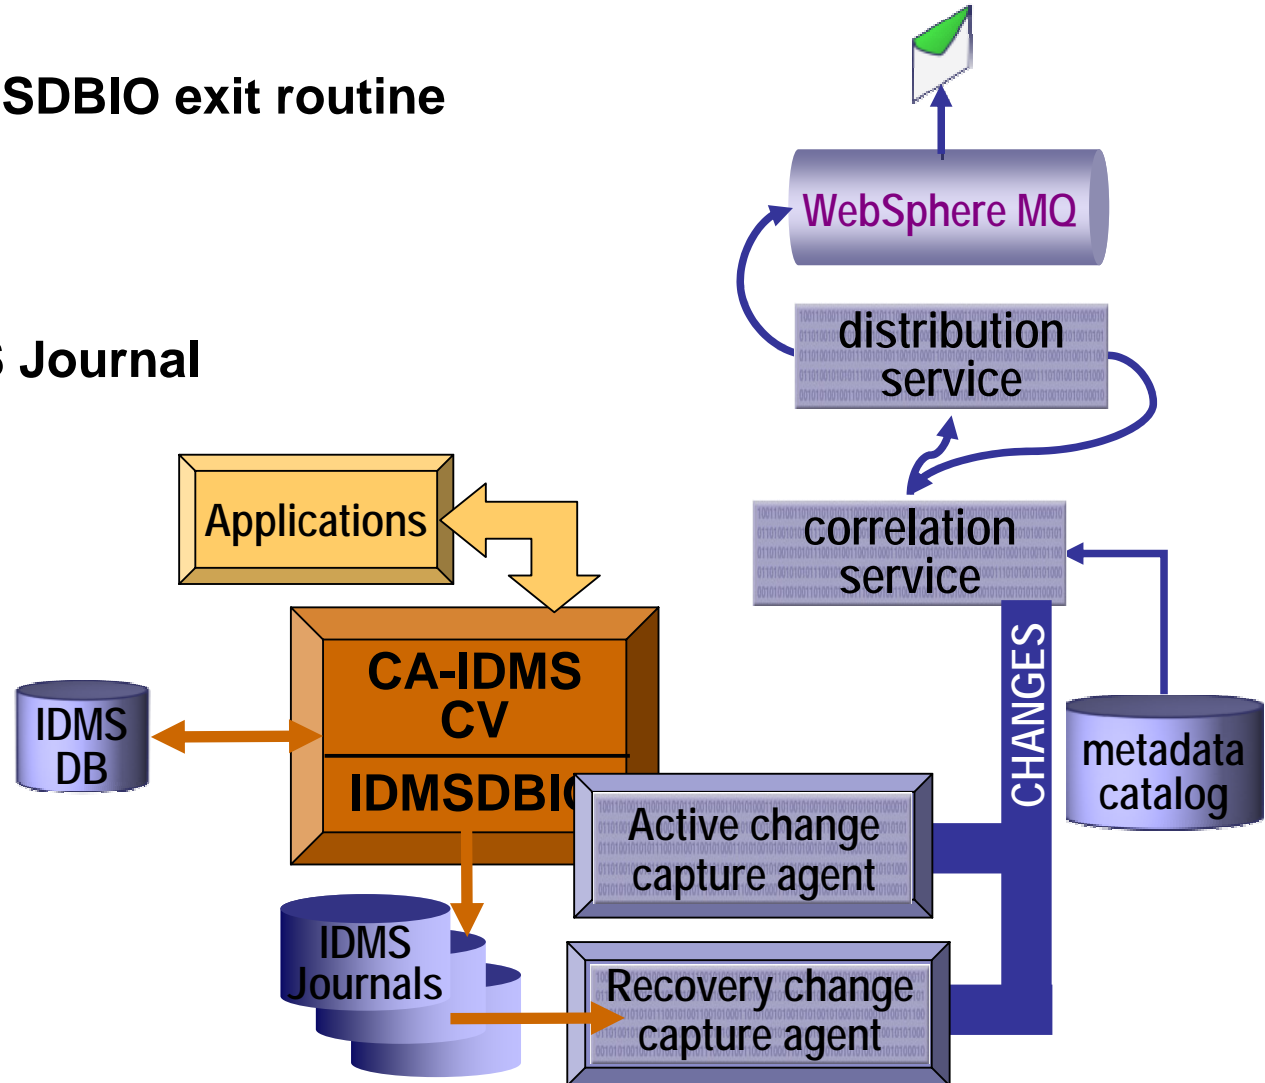 SDBIO exit routine
WebSphere MQ
distribution
service
S Journal
Applications
correlation
service
CA-IDMS
CV
IDMS
DB
IDMSDBIO
CHANGES
metadata
catalog
Active change
capture agent
IDMS
Journals
Recovery change
capture agent